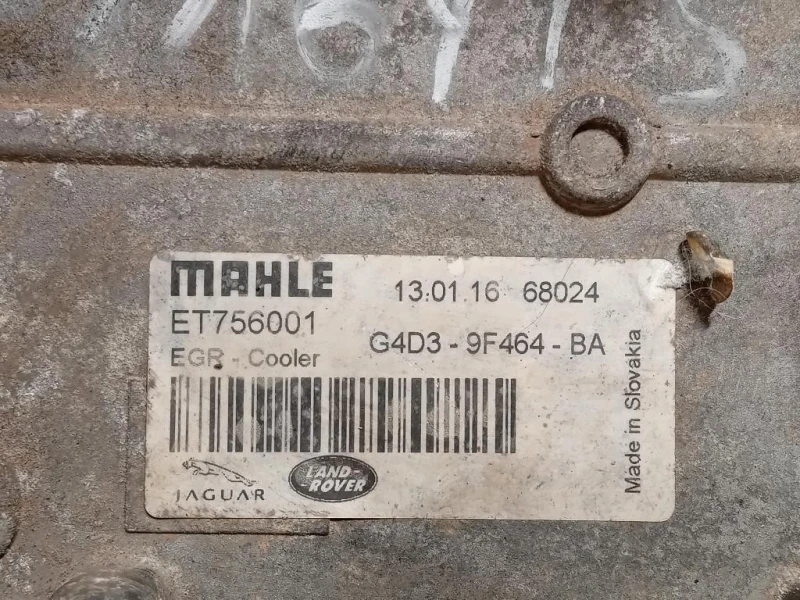 MAHLE
13.01.16 68024
ET756001
G4D3 - 9F464 - BA
EGR - Cooler
Made in Slovakia
JAGUAR
LAND-
-ROVER